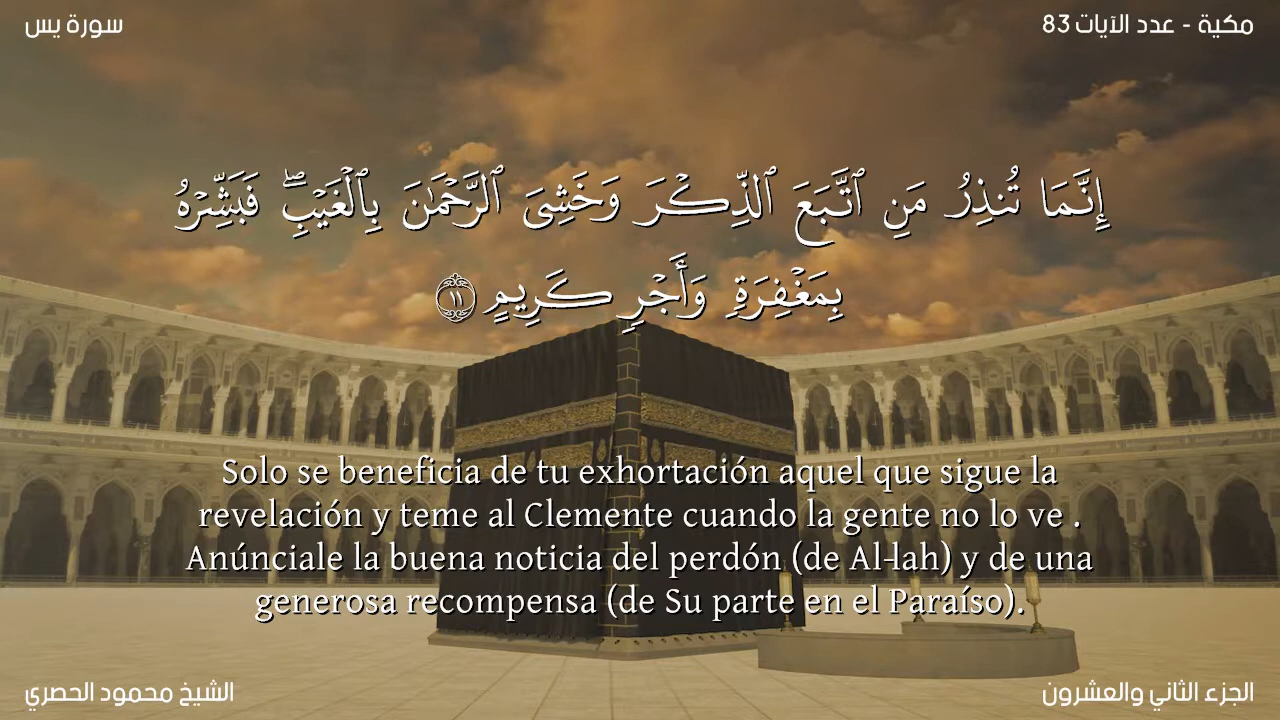 سورة يس
مكية - عدد الآيات 83
إِنَّمَا تُنذِرُ مَنِ ٱتَّبَعَ ٱلذِّكْرَ وَخَشِىَ ٱلرَّحْمَٰنَ بِٱلْغَيْبِ ۖ فَبَشِّرْهُ
بِمَغْفِرَةٍ وَأَجْرٍ كَرِيمٍ ١١
Solo se beneficia de tu exhortación aquel que sigue la
revelación y teme al Clemente cuando la gente no lo ve .
Anúnciale la buena noticia del perdón (de Al-lah) y de una
generosa recompensa (de Su parte en el Paraíso).
الشيخ محمود الحصري
الجزء الثاني والعشرون